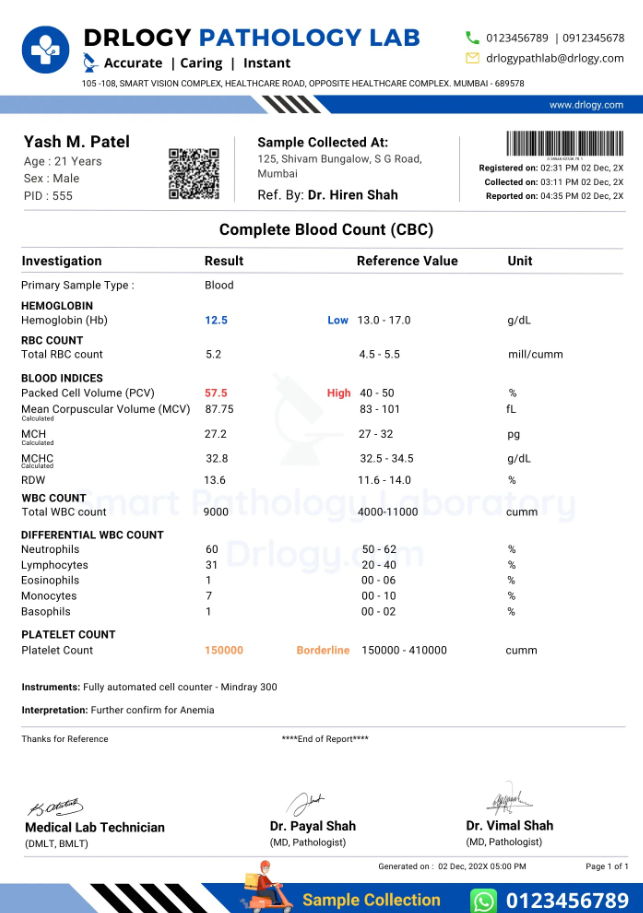 DRLOGY PATHOLOGY LAB
Accurate | Caring | Instant
0123456789 | 0912345678
drlogypathlab@drlogy.com
105 -108, SMART VISION COMPLEX, HEALTHCARE ROAD, OPPOSITE HEALTHCARE COMPLEX. MUMBAI - 689578
www.drlogy.com
Yash M. Patel
Age : 21 Years
Sex : Male
PID : 555
Sample Collected At:
125, Shivam Bungalow, S G Road,
Mumbai
Ref. By: Dr. Hiren Shah
Registered on: 02:31 PM 02 Dec, 2X
Collected on: 03:11 PM 02 Dec, 2X
Reported on: 04:35 PM 02 Dec, 2X
Complete Blood Count (CBC)
Investigation Result Reference Value Unit
Primary Sample Type : Blood
HEMOGLOBIN
Hemoglobin (Hb) 12.5 Low 13.0 - 17.0 g/dL
RBC COUNT
Total RBC count 5.2 4.5 - 5.5 mill/cumm
BLOOD INDICES
Packed Cell Volume (PCV) 57.5 High 40 - 50 %
Mean Corpuscular Volume (MCV) 87.75 83 - 101 fL
Calculated
MCH 27.2 27 - 32 pg
Calculated
MCHC 32.8 32.5 - 34.5 g/dL
Calculated
RDW 13.6 11.6 - 14.0 %
WBC COUNT
Smart Pathology Laboratory
Total WBC count 9000 4000-11000 cumm
DIFFERENTIAL WBC COUNT
Neutrophils 60 50 - 62 %
Drlogy.com
Lymphocytes 31 20 - 40 %
Eosinophils 1 00 - 06 %
Monocytes 7 00 - 10 %
Basophils 1 00 - 02 %
PLATELET COUNT
Platelet Count 150000 Borderline 150000 - 410000 cumm
Instruments: Fully automated cell counter - Mindray 300
Interpretation: Further confirm for Anemia
Thanks for Reference ****End of Report****
Medical Lab Technician
(DMLT, BMLT)
Dr. Payal Shah
(MD, Pathologist)
Dr. Vimal Shah
(MD, Pathologist)
Generated on : 02 Dec, 202X 05:00 PM Page 1 of 1
Sample Collection 0123456789